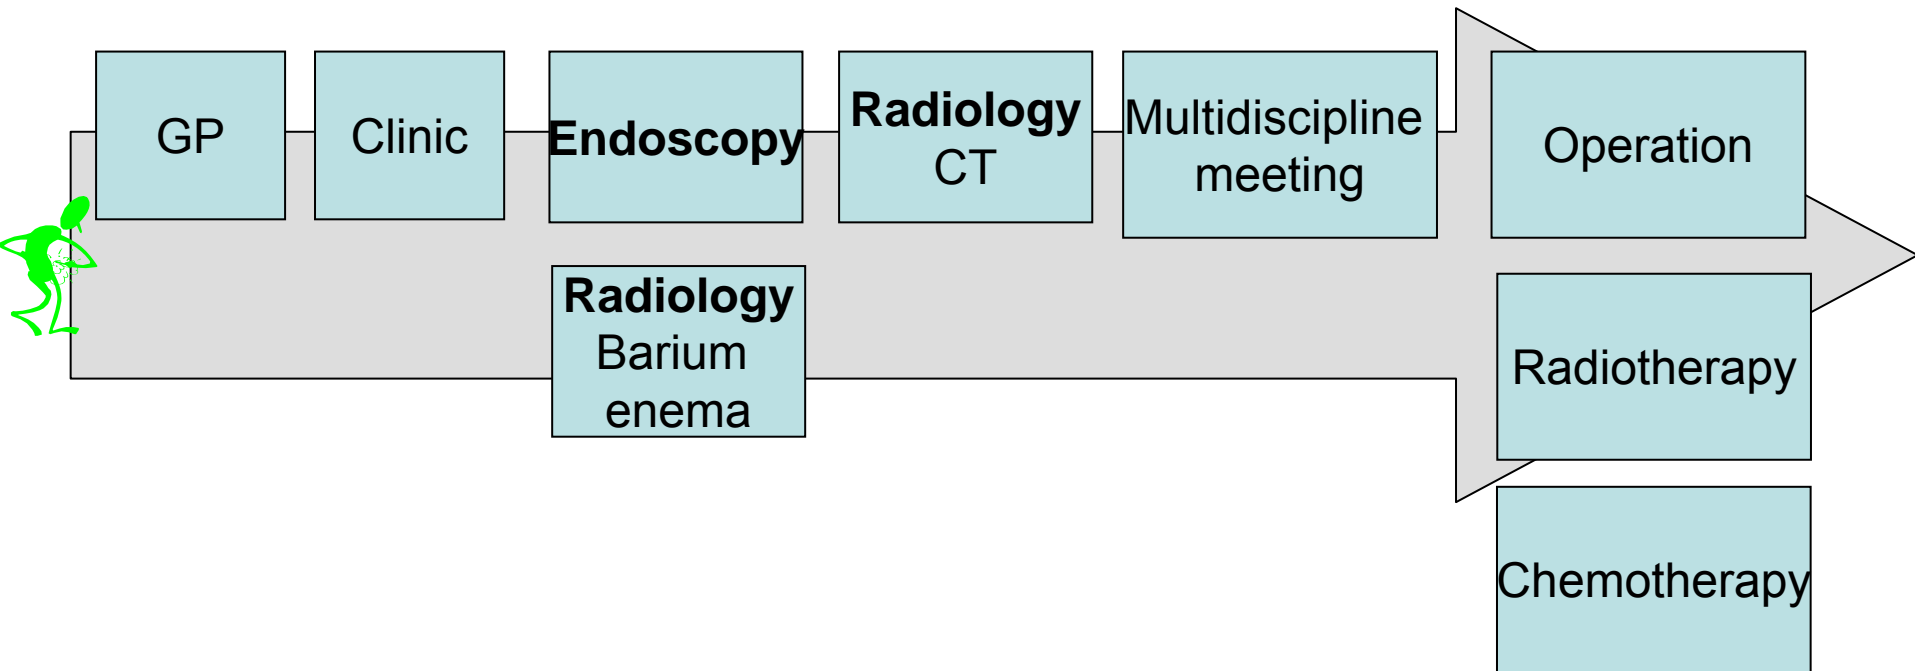 GP
Clinic
Endoscopy
Radiology
CT
Multidiscipline
meeting
Operation
Radiology
Barium
enema
Radiotherapy
Chemotherapy